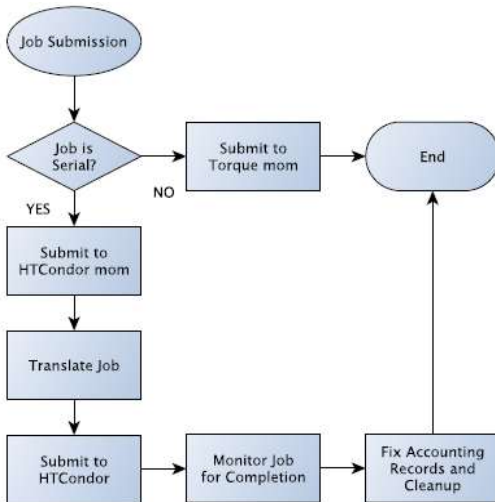 Job Submission
Job is
Serial?
NO
YES
Submit to
Torque mom
End
Submit to
HTCondor mom
Translate Job
Submit to
HTCondor
Monitor Job
for Completion
Fix Accounting
Records and
Cleanup